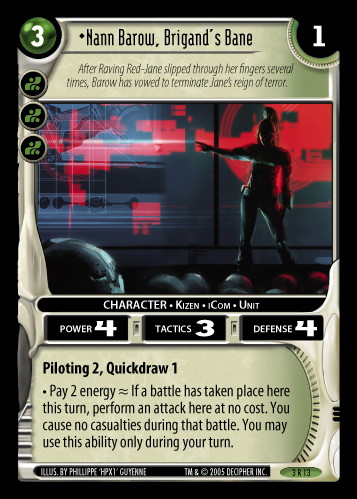 3
•Nann Barow, Brigand's Bane
1
After Raving Red-Jane slipped through her fingers several
times, Barow has vowed to terminate Jane's reign of terror.
CHARACTER • KIZEN • ICOM • UNIT
POWER 4
TACTICS 3
DEFENSE 4
Piloting 2, Quickdraw 1
• Pay 2 energy ≈ If a battle has taken place here
this turn, perform an attack here at no cost. You
cause no casualties during that battle. You may
use this ability only during your turn.
ILLUS. BY PHILLIPPE 'HPX1' GUYENNE
TM & © 2005 DECIPHER INC.
3 R 13